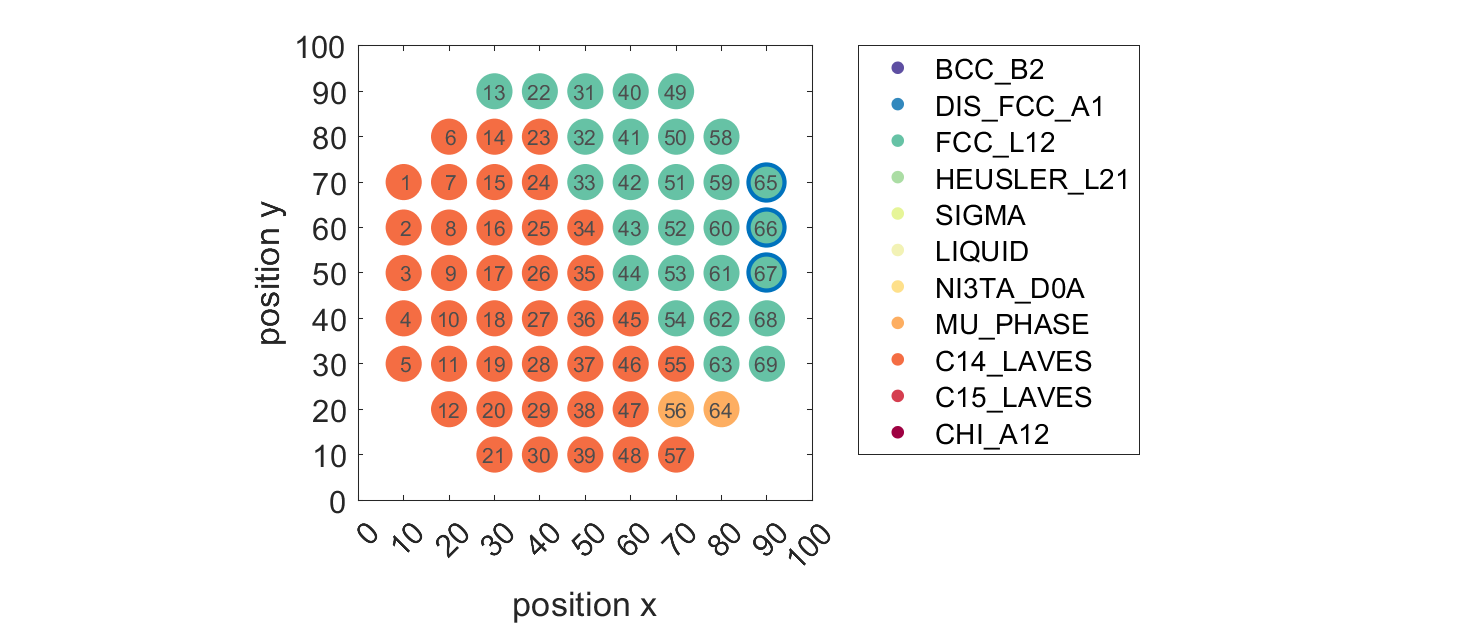 100
90 13 22 31 40 49
80 6 14 23 32 41 50 58
70 1 7 15 24 33 42 51 59 65
60 2 8 16 25 34 43 52 60 66
50 3 9 17 26 35 44 53 61 67
40 4 10 18 27 36 45 54 62 68
30 5 11 19 28 37 46 55 63 69
20 12 20 29 38 47 56 64
10 21 30 39 48 57
0
0 10 20 30 40 50 60 70 80 90 100
position x
position y
BCC_B2
DIS_FCC_A1
FCC_L12
HEUSLER_L21
SIGMA
LIQUID
NI3TA_D0A
MU_PHASE
C14_LAVES
C15_LAVES
CHI_A12